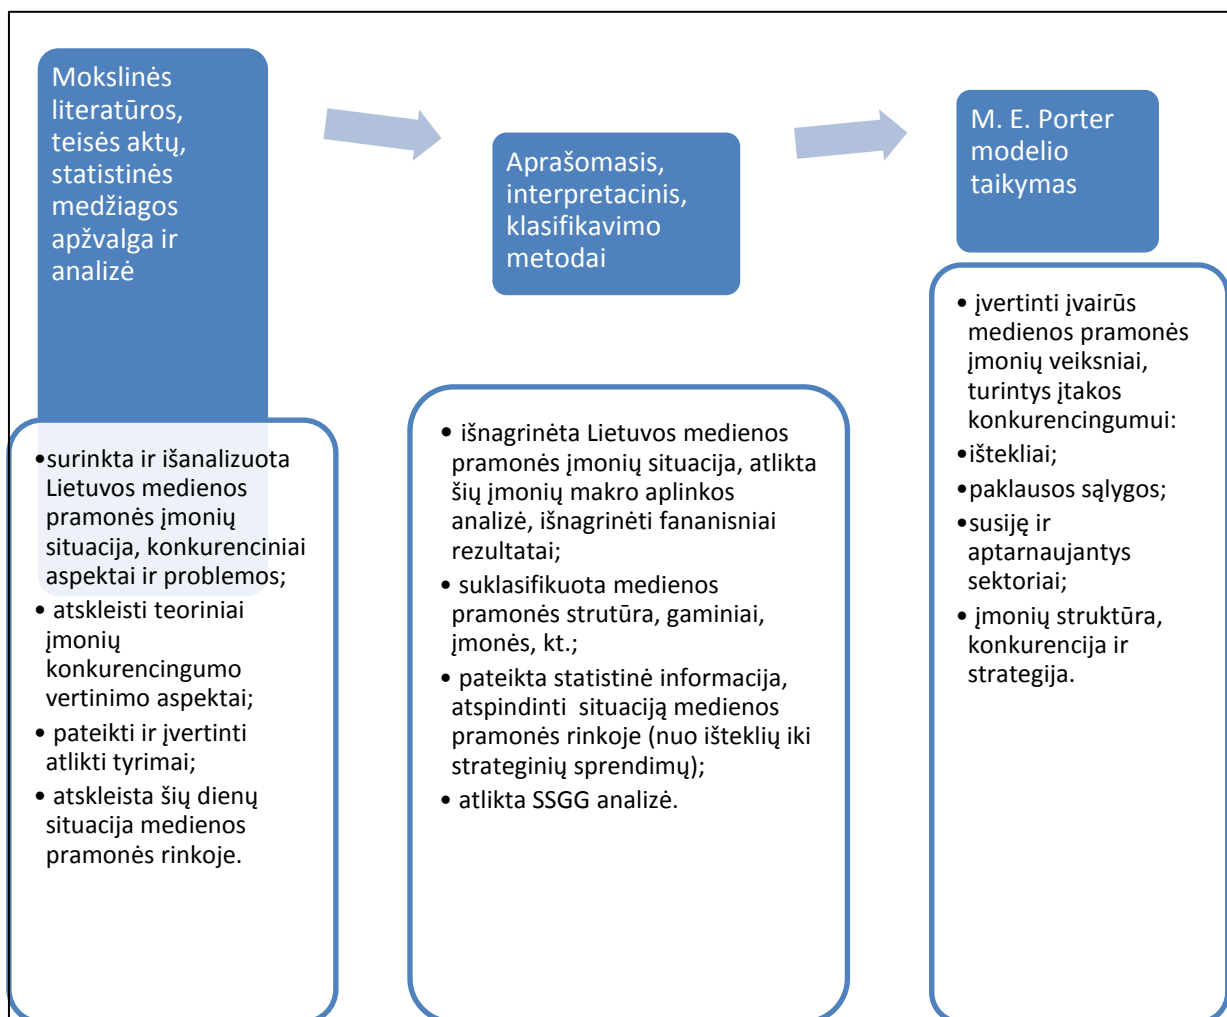 Mokslinės
literatūros,
teisės aktų,
statistinės
medžiagos
apžvalga ir
analizė
•surinkta ir išanalizuota
Lietuvos medienos
pramonės įmonių
situacija, konkurenciniai
aspektai ir problemos;
• atskleisti teoriniai
įmonių
konkurencingumo
vertinimo aspektai;
• pateikti ir įvertinti
atlikti tyrimai;
• atskleista šių dienų
situacija medienos
pramonės rinkoje.
Aprašomasis,
interpretacinis,
klasifikavimo
metodai
• išnagrinėta Lietuvos medienos
pramonės įmonių situacija, atlikta
šių įmonių makro aplinkos
analizė, išnagrinėti fananisniai
rezultatai;
• suklasifikuota medienos
pramonės strutūra, gaminiai,
įmonės, kt.;
• pateikta statistinė informacija,
atspindinti situaciją medienos
pramonės rinkoje (nuo išteklių iki
strateginių sprendimų);
• atlikta SSGG analizė.
M. E. Porter
modelio
taikymas
• įvertinti įvairūs
medienos pramonės
įmonių veiksniai,
turintys įtakos
konkurencingumui:
•ištekliai;
•paklausos sąlygos;
•susiję ir
aptarnaujantys
sektoriai;
• įmonių struktūra,
konkurencija ir
strategija.